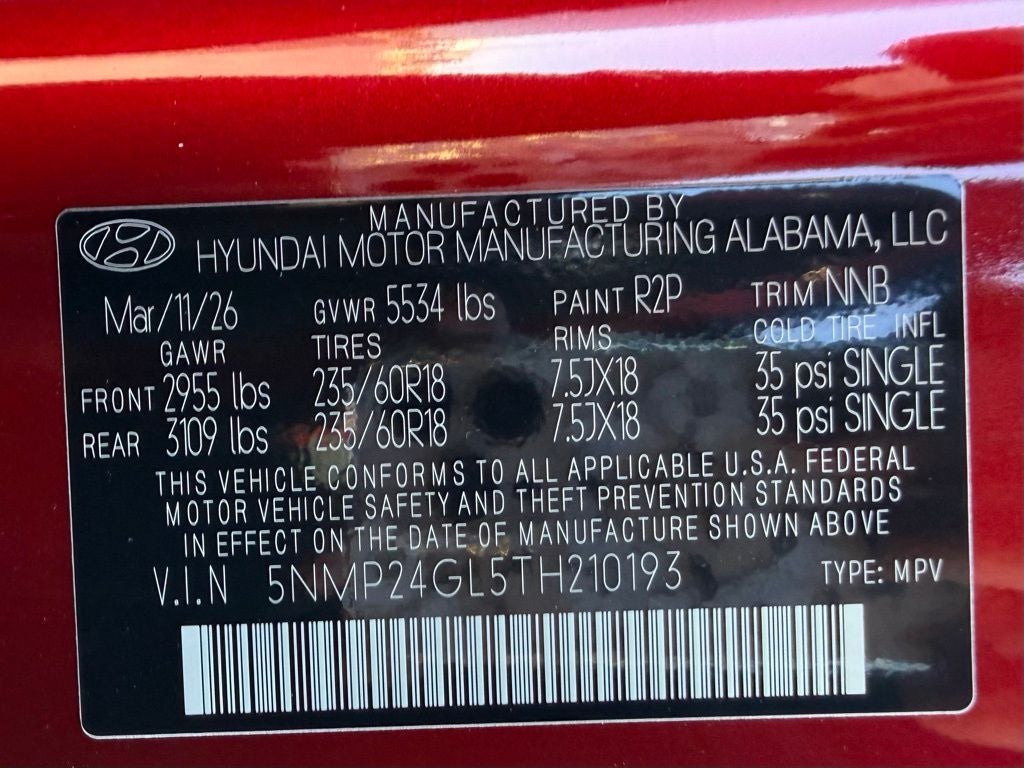 MANUFACTURED BY
HYUNDAI MOTOR MANUFACTURING ALABAMA, LLC
Mar/11/26 GVWR 5534 lbs PAINT R2P TRIM NNB
GAWR TIRES RIMS COLD TIRE INFL
FRONT 2955 lbs 235/60R18 7.5JX18 35 psi SINGLE
REAR 3109 lbs 235/60R18 7.5JX18 35 psi SINGLE
THIS VEHICLE CONFORMS TO ALL APPLICABLE U.S.A. FEDERAL
MOTOR VEHICLE SAFETY AND THEFT PREVENTION STANDARDS
IN EFFECT ON THE DATE OF MANUFACTURE SHOWN ABOVE
V.I.N 5NMP24GL5TH210193 TYPE: MPV